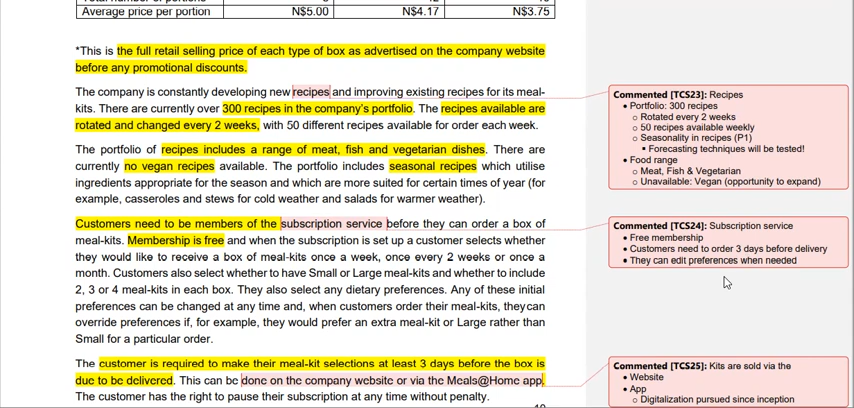 Average price per portion N$5.00 N$4.17 N$3.75
*This is the full retail selling price of each type of box as advertised on the company website
before any promotional discounts.
The company is constantly developing new recipes and improving existing recipes for its meal-
kits. There are currently over 300 recipes in the company's portfolio. The recipes available are
rotated and changed every 2 weeks, with 50 different recipes available for order each week.
The portfolio of recipes includes a range of meat, fish and vegetarian dishes. There are
currently no vegan recipes available. The portfolio includes seasonal recipes which utilise
ingredients appropriate for the season and which are more suited for certain times of year (for
example, casseroles and stews for cold weather and salads for warmer weather).
Customers need to be members of the subscription service before they can order a box of
meal-kits. Membership is free and when the subscription is set up a customer selects whether
they would like to receive a box of meal-kits once a week, once every 2 weeks or once a
month. Customers also select whether to have Small or Large meal-kits and whether to include
2, 3 or 4 meal-kits in each box. They also select any dietary preferences. Any of these initial
preferences can be changed at any time and, when customers order their meal-kits, theycan
override preferences if, for example, they would prefer an extra meal-kit or Large rather than
Small for a particular order.
The customer is required to make their meal-kit selections at least 3 days before the box is
due to be delivered. This can be done on the company website or via the Meals@Home app.
The customer has the right to pause their subscription at any time without penalty.
Commented [TCS23]: Recipes
• Portfolio: 300 recipes
o Rotated every 2 weeks
o 50 recipes available weekly
o Seasonality in recipes (P1)
▪ Forecasting techniques will be tested!
• Food range
o Meat, Fish & Vegetarian
o Unavailable: Vegan (opportunity to expand)
Commented [TCS24]: Subscription service
• Free membership
• Customers need to order 3 days before delivery
• They can edit preferences when needed
Commented [TCS25]: Kits are sold via the
• Website
• App
o Digitalization pursued since inception